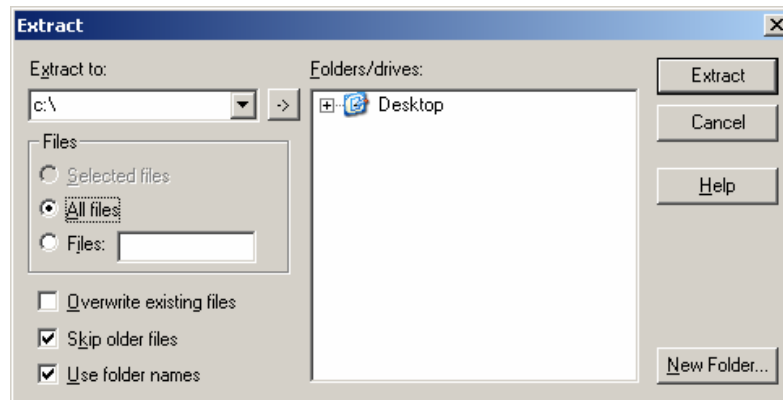 Extract
Extract to:
c:\
->
Files
Selected files
All files
Files:
Overwrite existing files
Skip older files
Use folder names
Folders/drives:
Desktop
Extract
Cancel
Help
New Folder...